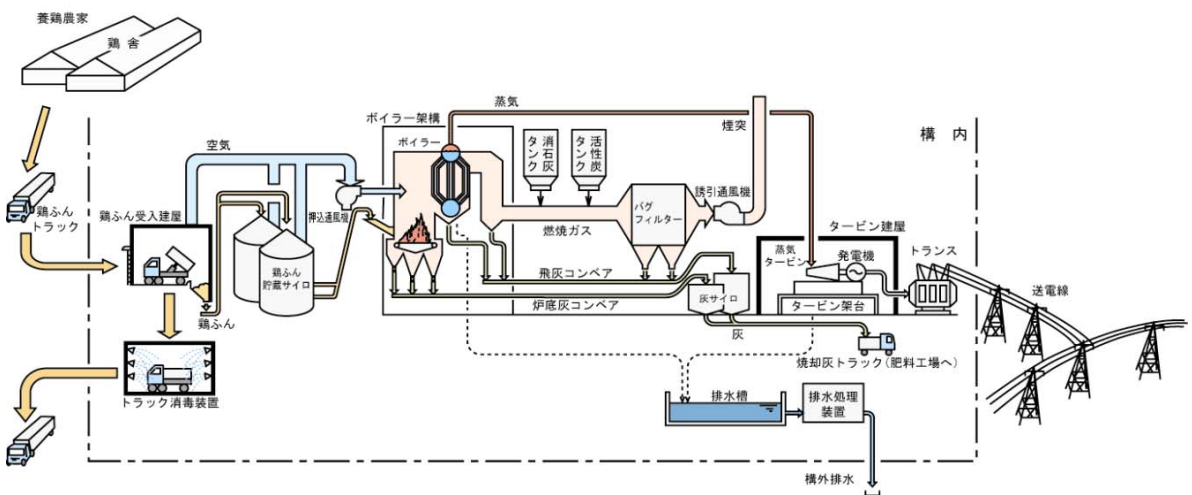 養鶏農家
鶏 舎
鶏ふん
トラック
鶏ふん受入建屋
空気
押込通風機
鶏ふん
貯蔵サイロ
鶏ふん
トラック消毒装置
ボイラー架構
ボイラー
蒸気
消石灰
タンク
活性炭
タンク
燃焼ガス
バグ
フィルター
誘引通風機
煙突
構 内
飛灰コンベア
炉底灰コンベア
灰サイロ
灰
タービン建屋
蒸気
タービン
発電機
タービン架台
トランス
送電線
焼却灰トラック(肥料工場へ)
排水槽
排水処理
装置
構外排水